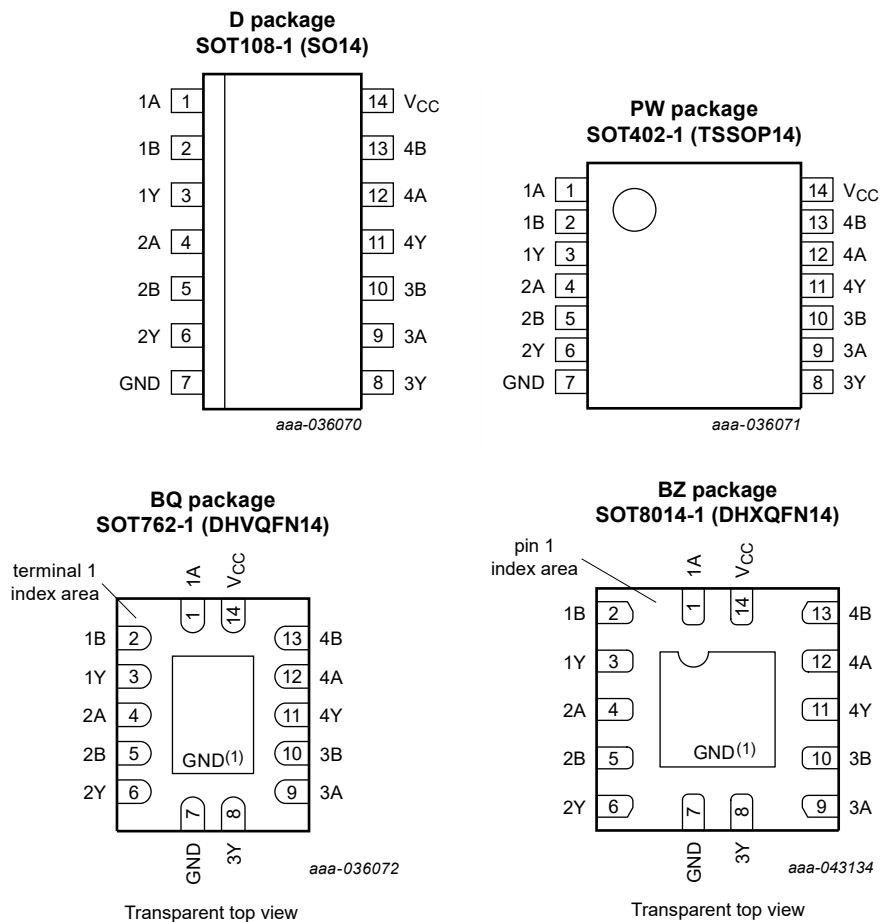 D package
SOT108-1 (SO14)
1A 1 14 VCC
1B 2 13 4B
1Y 3 12 4A
2A 4 11 4Y
2B 5 10 3B
2Y 6 9 3A
GND 7 8 3Y
aaa-036070
PW package
SOT402-1 (TSSOP14)
1A 1 14 VCC
1B 2 13 4B
1Y 3 12 4A
2A 4 11 4Y
2B 5 10 3B
2Y 6 9 3A
GND 7 8 3Y
aaa-036071
BQ package
SOT762-1 (DHVQFN14)
terminal 1
index area
1A VCC
1 14
1B 2 13 4B
1Y 3 12 4A
2A 4 11 4Y
2B 5 10 3B
GND(1)
2Y 6 9 3A
7 8
GND 3Y
aaa-036072
Transparent top view
BZ package
SOT8014-1 (DHXQFN14)
pin 1
index area
1A VCC
1 14
1B 2 13 4B
1Y 3 12 4A
2A 4 11 4Y
2B 5 10 3B
GND(1)
2Y 6 9 3A
7 8
GND 3Y
aaa-043134
Transparent top view